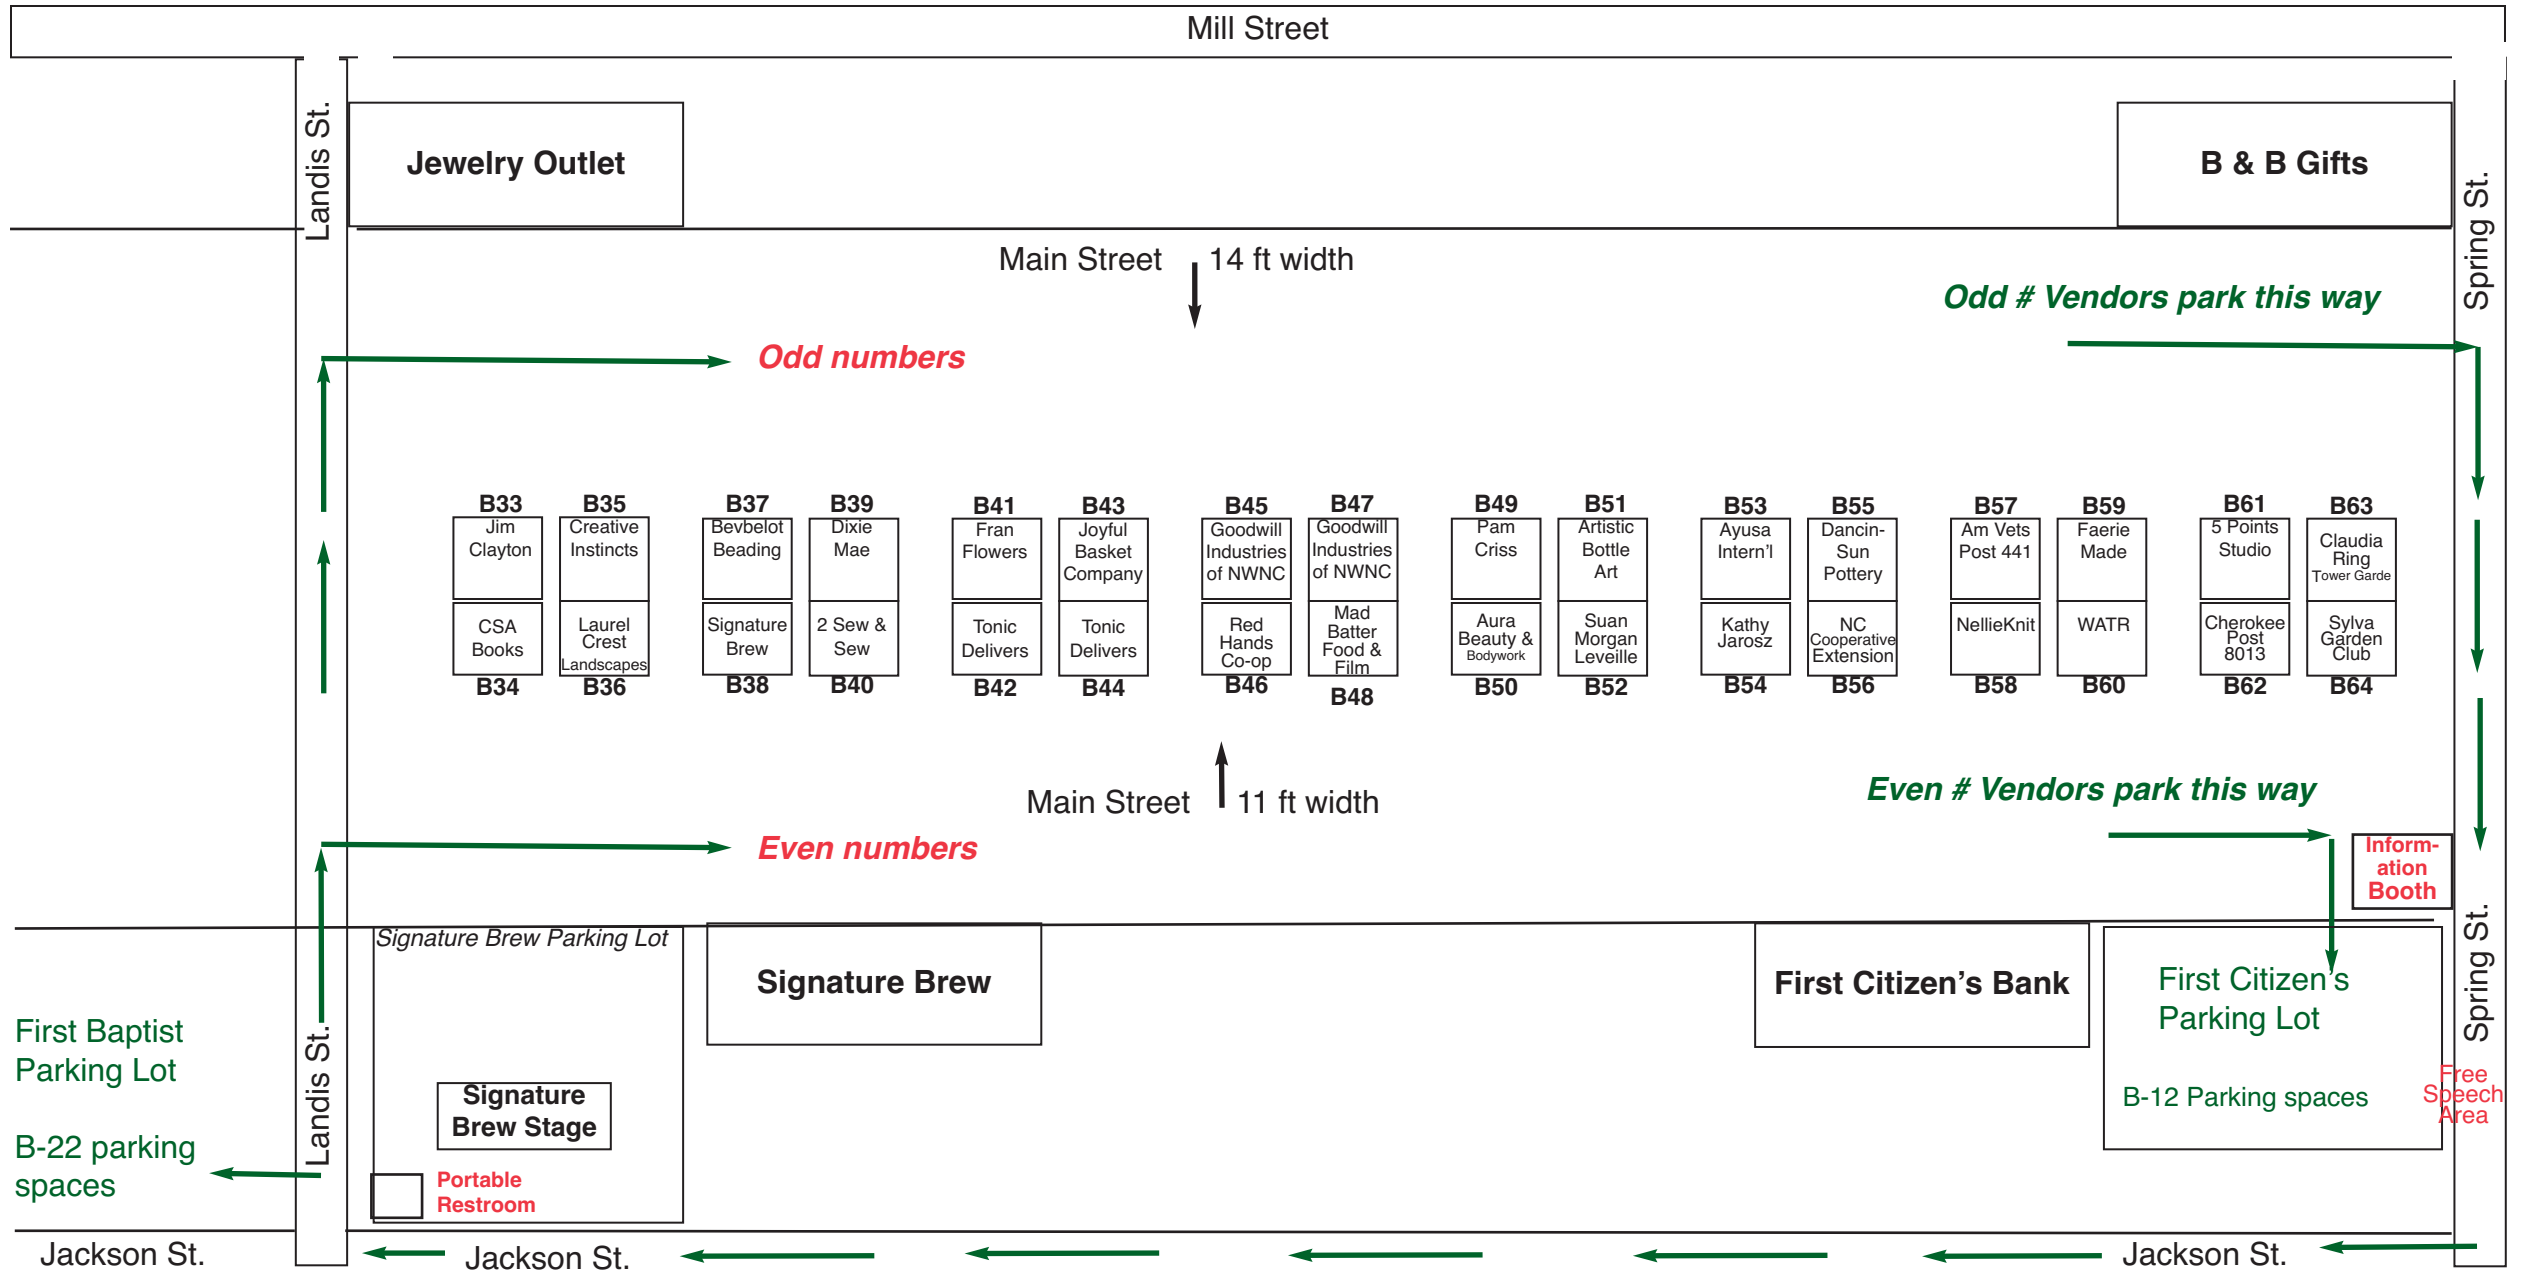 Mill Street
Landis St.
Jewelry Outlet
B & B Gifts
Spring St.
Main Street
14 ft width
Odd # Vendors park this way
Odd numbers
B33
B35
B37
B39
B41
B43
B45
B47
B49
B51
B53
B55
B57
B59
B61
B63
Jim
Clayton
Creative
Instincts
Bevbelot
Beading
Dixie
Mae
Fran
Flowers
Joyful
Basket
Company
Goodwill
Industries
of NWNC
Goodwill
Industries
of NWNC
Pam
Criss
Artistic
Bottle
Art
Ayusa
Intern'l
Dancin-
Sun
Pottery
Am Vets
Post 441
Faerie
Made
5 Points
Studio
Claudia
Ring
Tower Garde
CSA
Books
Laurel
Crest
Landscapes
Signature
Brew
2 Sew &
Sew
Tonic
Delivers
Tonic
Delivers
Red
Hands
Co-op
Mad
Batter
Food &
Film
Aura
Beauty &
Bodywork
Suan
Morgan
Leveille
Kathy
Jarosz
NC
Cooperative
Extension
NellieKnit
WATR
Cherokee
Post
8013
Sylva
Garden
Club
B34
B36
B38
B40
B42
B44
B46
B48
B50
B52
B54
B56
B58
B60
B62
B64
Main Street
11 ft width
Even # Vendors park this way
Even numbers
Inform-
ation
Booth
Signature Brew Parking Lot
Signature Brew
First Citizen's Bank
First Citizen's
Parking Lot
B-12 Parking spaces
Spring St.
Free
Speech
Area
First Baptist
Parking Lot
B-22 parking
spaces
Landis St.
Signature
Brew Stage
Portable
Restroom
Jackson St.
Jackson St.
Jackson St.